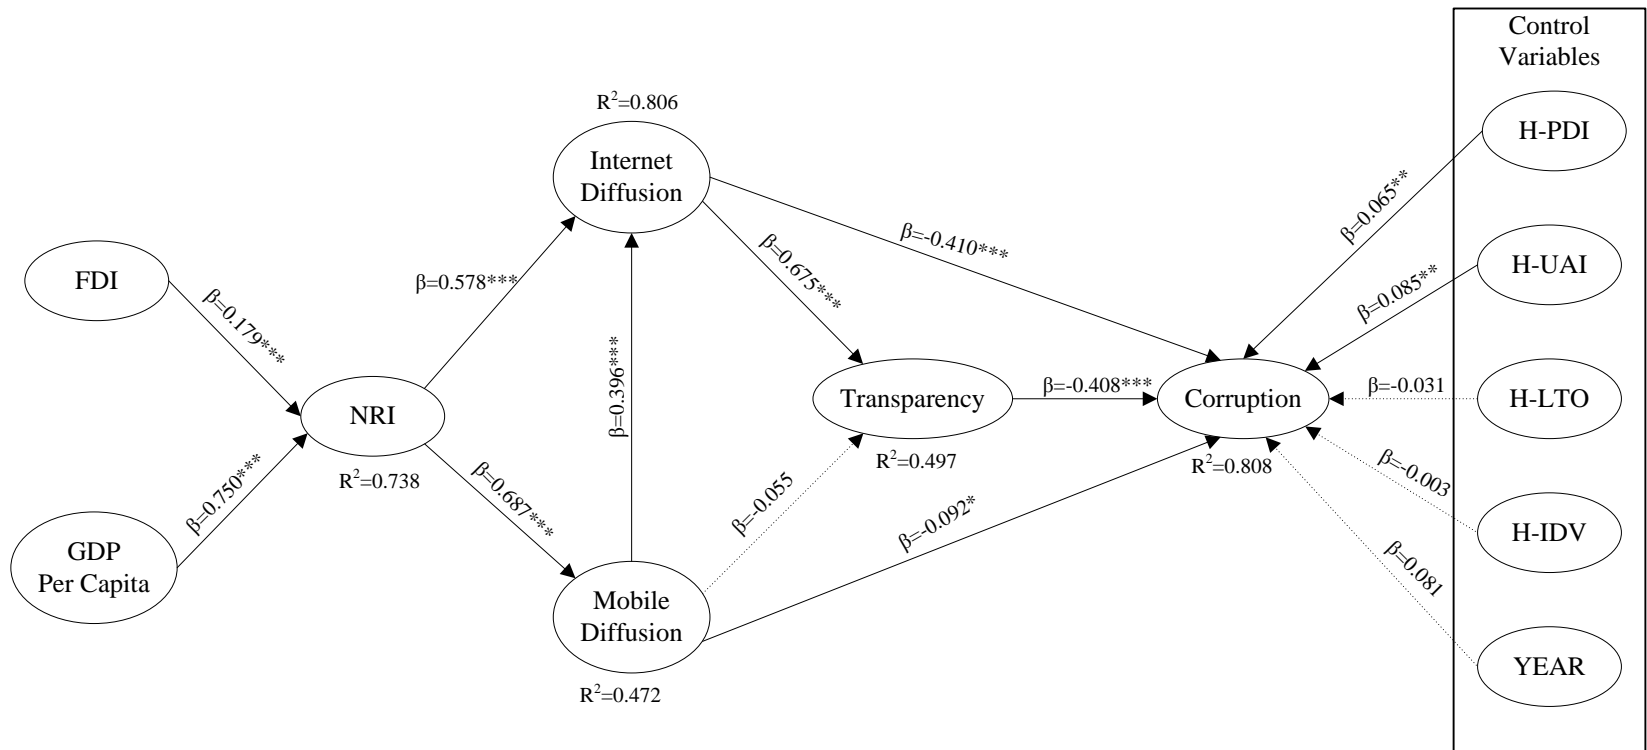 Control
Variables
R²=0.806
H-PDI
Internet
Diffusion
β=0.065**
β=-0.410***
β=0.675***
H-UAI
FDI
β=0.578***
β=0.085**
β=0.179***
β=0.396***
β=-0.408***
β=-0.031
Transparency
Corruption
H-LTO
NRI
R²=0.497
R²=0.808
R²=0.738
β=-0.003
β=0.750***
β=0.687***
β=-0.055
β=-0.092*
H-IDV
GDP
Per Capita
β=0.081
Mobile
Diffusion
YEAR
R²=0.472